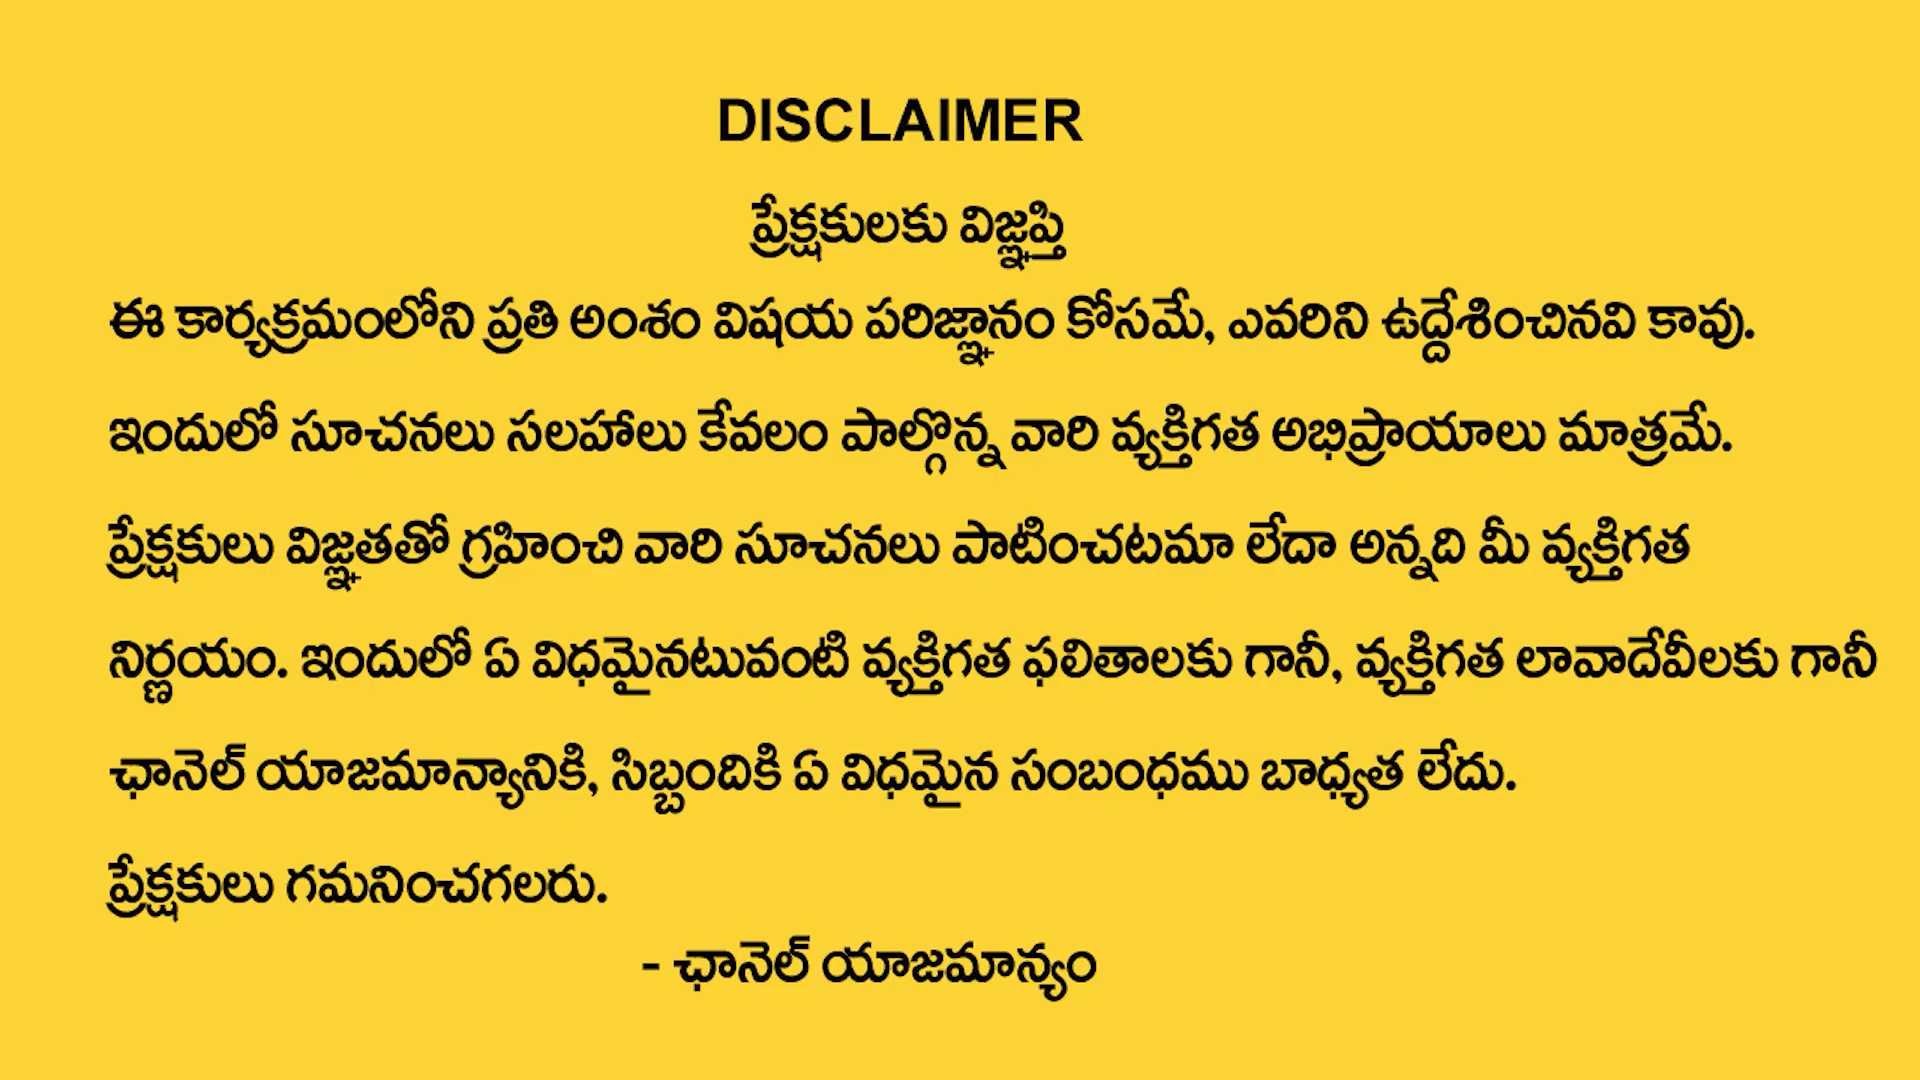 DISCLAIMER
ప్రేక్షకులకు విజ్ఞప్తి
ఈ కార్యక్రమంలోని ప్రతి అంశం విషయ పరిజ్ఞానం కోసమే, ఎవరిని ఉద్దేశించినవి కావు.
ఇందులో సూచనలు సలహాలు కేవలం పాల్గొన్న వారి వ్యక్తిగత అభిప్రాయాలు మాత్రమే.
ప్రేక్షకులు విజ్ఞతతో గ్రహించి వారి సూచనలు పాటించటమా లేదా అన్నది మీ వ్యక్తిగత
నిర్ణయం. ఇందులో ఏ విధమైనటువంటి వ్యక్తిగత ఫలితాలకు గానీ, వ్యక్తిగత లావాదేవీలకు గానీ
ఛానెల్ యాజమాన్యానికి, సిబ్బందికి ఏ విధమైన సంబంధము బాధ్యత లేదు.
ప్రేక్షకులు గమనించగలరు.
- ఛానెల్ యాజమాన్యం